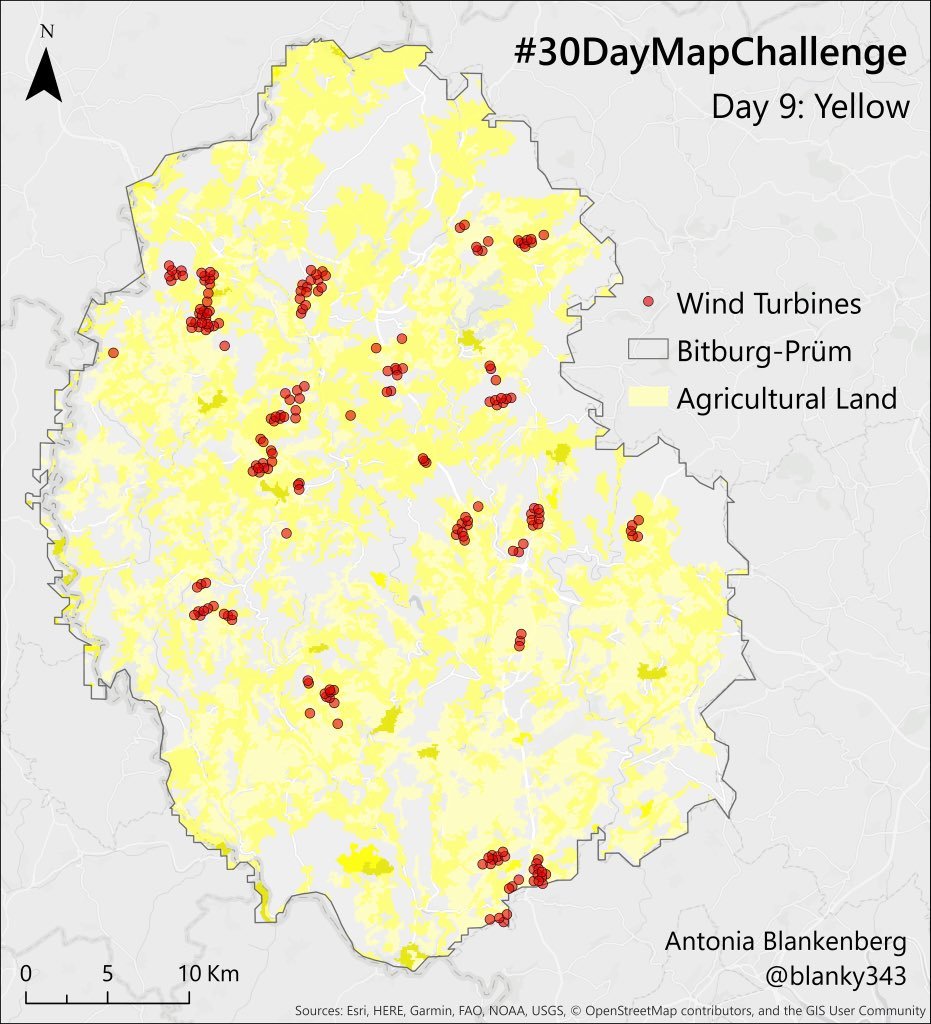 N
#30DayMapChallenge
Day 9: Yellow
Wind Turbines
Bitburg-Prüm
Agricultural Land
Antonia Blankenberg
@blanky343
0 5 10 Km
Sources: Esri, HERE, Garmin, FAO, NOAA, USGS, © OpenStreetMap contributors, and the GIS User Community